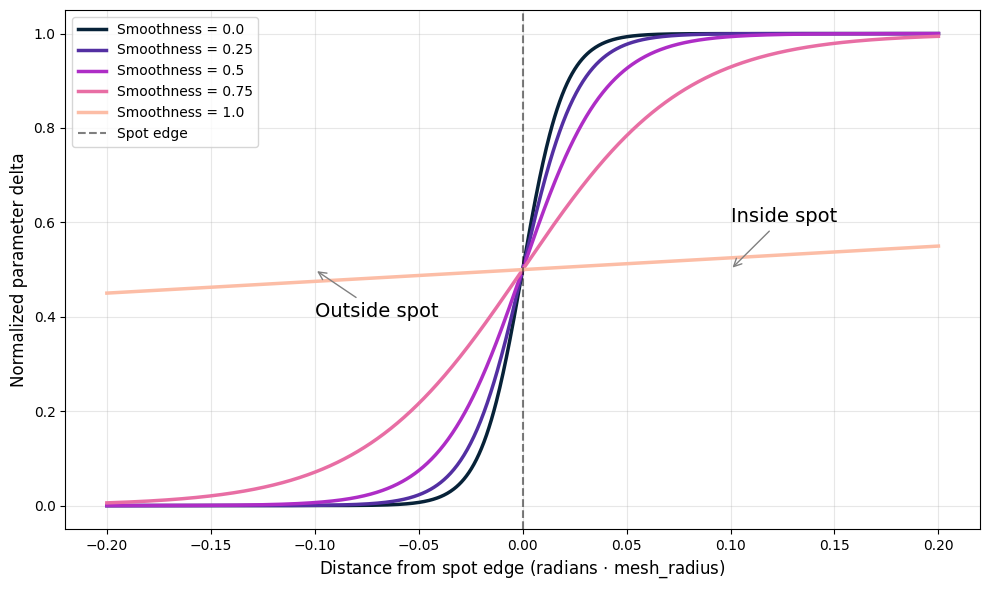 Smoothness = 0.0
Smoothness = 0.25
Smoothness = 0.5
Smoothness = 0.75
Smoothness = 1.0
Spot edge
Inside spot
Outside spot
Normalized parameter delta
1.0
0.8
0.6
0.4
0.2
0.0
−0.20 −0.15 −0.10 −0.05 0.00 0.05 0.10 0.15 0.20
Distance from spot edge (radians · mesh_radius)